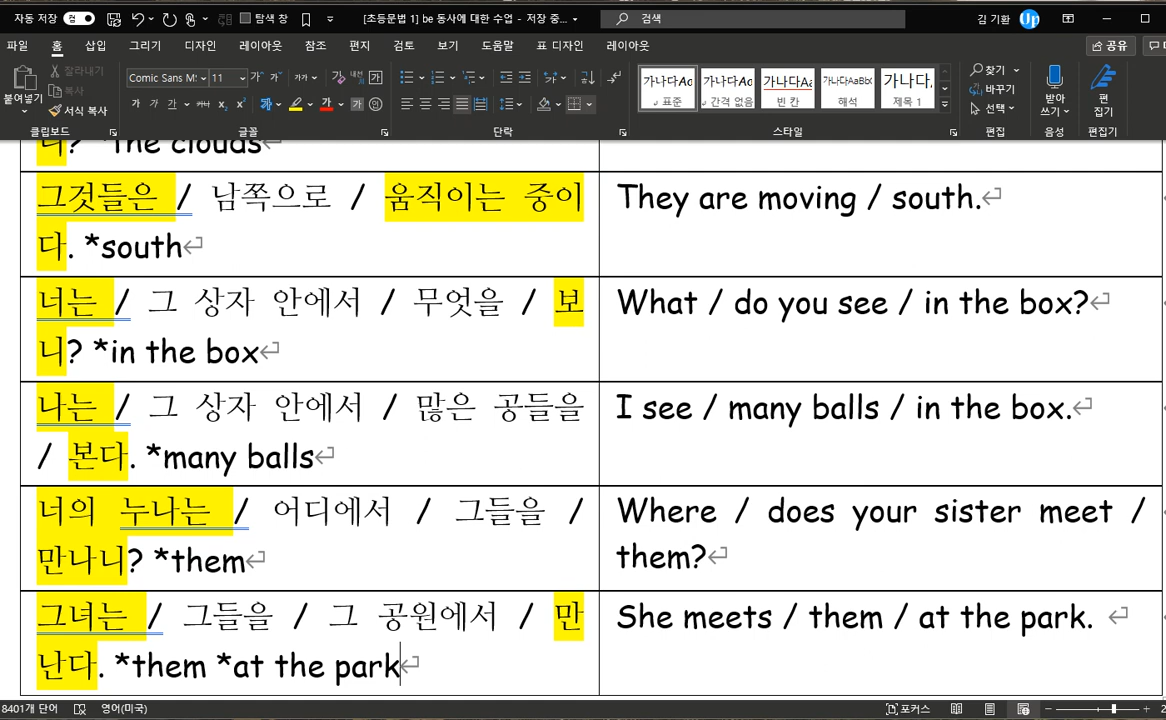 자동 저장 컴 탐색 창 [초등문법 1] be 동사에 대한 수업 - 저장 중... 검색 김 기환 Up
파일 홈 삽입 그리기 디자인 레이아웃 참조 편지 검토 보기 도움말 표 디자인 레이아웃 공유
붙여넣기 잘라내기 복사 서식 복사
Comic Sans MS 11
가나다Ac 가나다Ac 가나다Aa 가나다AaBbC 가나다,
표준 간격 없음 빈 칸 해석 제목 1
찾기 바꾸기 선택
받아쓰기 편집기
클립보드 글꼴 단락 스타일 편집 음성 편집기
니? *The clouds
그것들은 / 남쪽으로 / 움직이는 중이
다. *south
They are moving / south.
너는 / 그 상자 안에서 / 무엇을 / 보
니? *in the box
What / do you see / in the box?
나는 / 그 상자 안에서 / 많은 공들을
/ 본다. *many balls
I see / many balls / in the box.
너의 누나는 / 어디에서 / 그들을 /
만나니? *them
Where / does your sister meet /
them?
그녀는 / 그들을 / 그 공원에서 / 만
난다. *them *at the park
She meets / them / at the park.
8401개 단어 영어(미국) 포커스